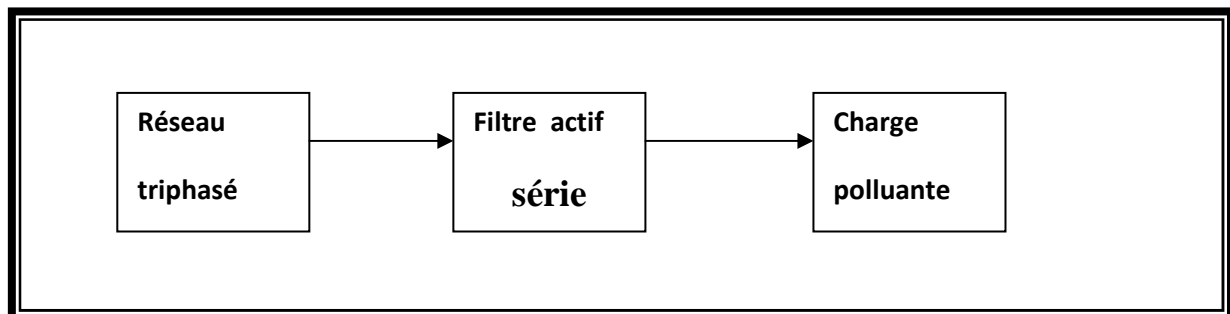 Réseau
triphasé
Filtre actif
série
Charge
polluante